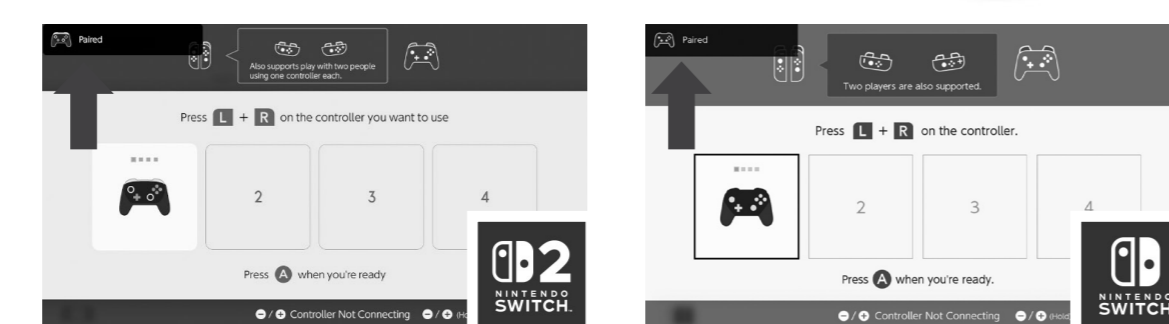 Paired
Also supports play with two people
using one controller each.
Press L + R on the controller you want to use
2
3
4
Press A when you're ready
Controller Not Connecting
2
NINTENDO
SWITCH
Paired
Two players are also supported.
Press L + R on the controller.
2
3
4
Press A when you're ready.
Controller Not Connecting
(Hold
NINTENDO
SWITCH